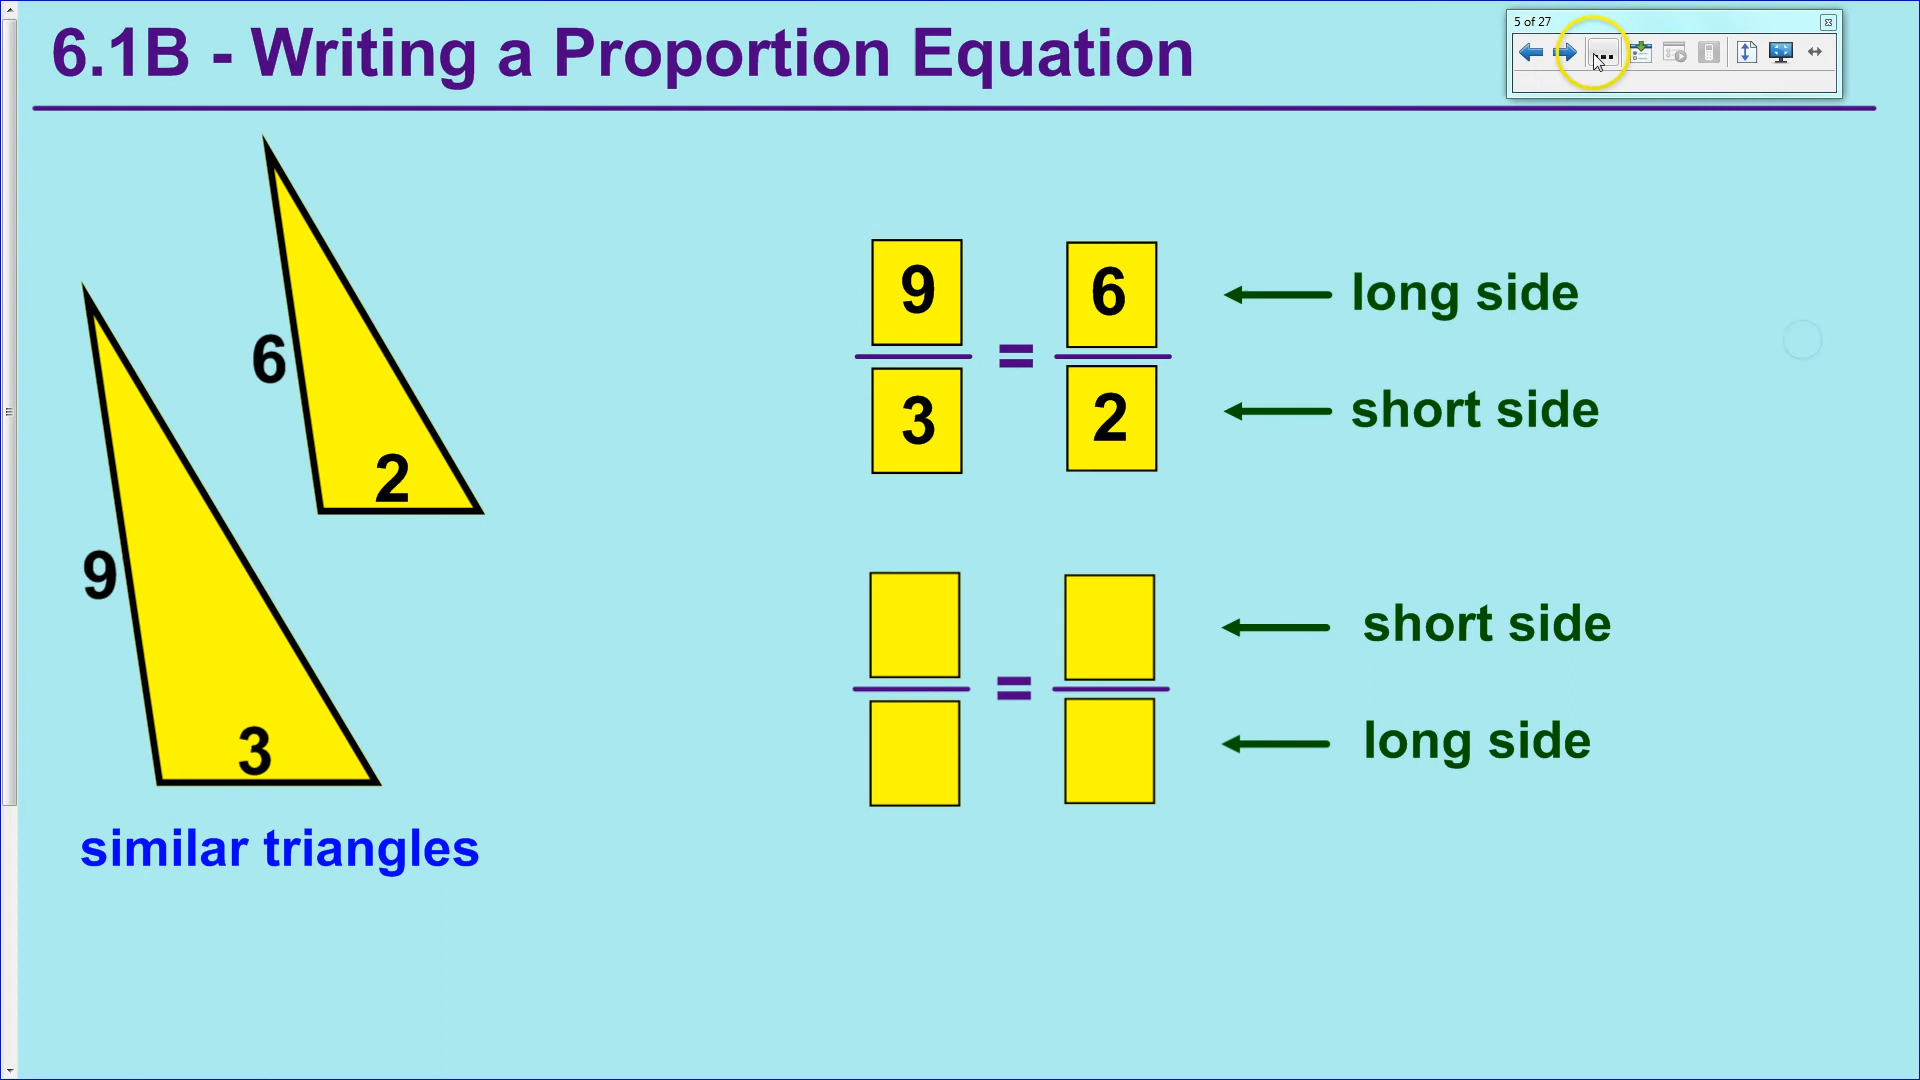 5 of 27
6.1B - Writing a Proportion Equation
9 = 6 long side
3 2 short side
6
2
9
3
= short side
long side
similar triangles